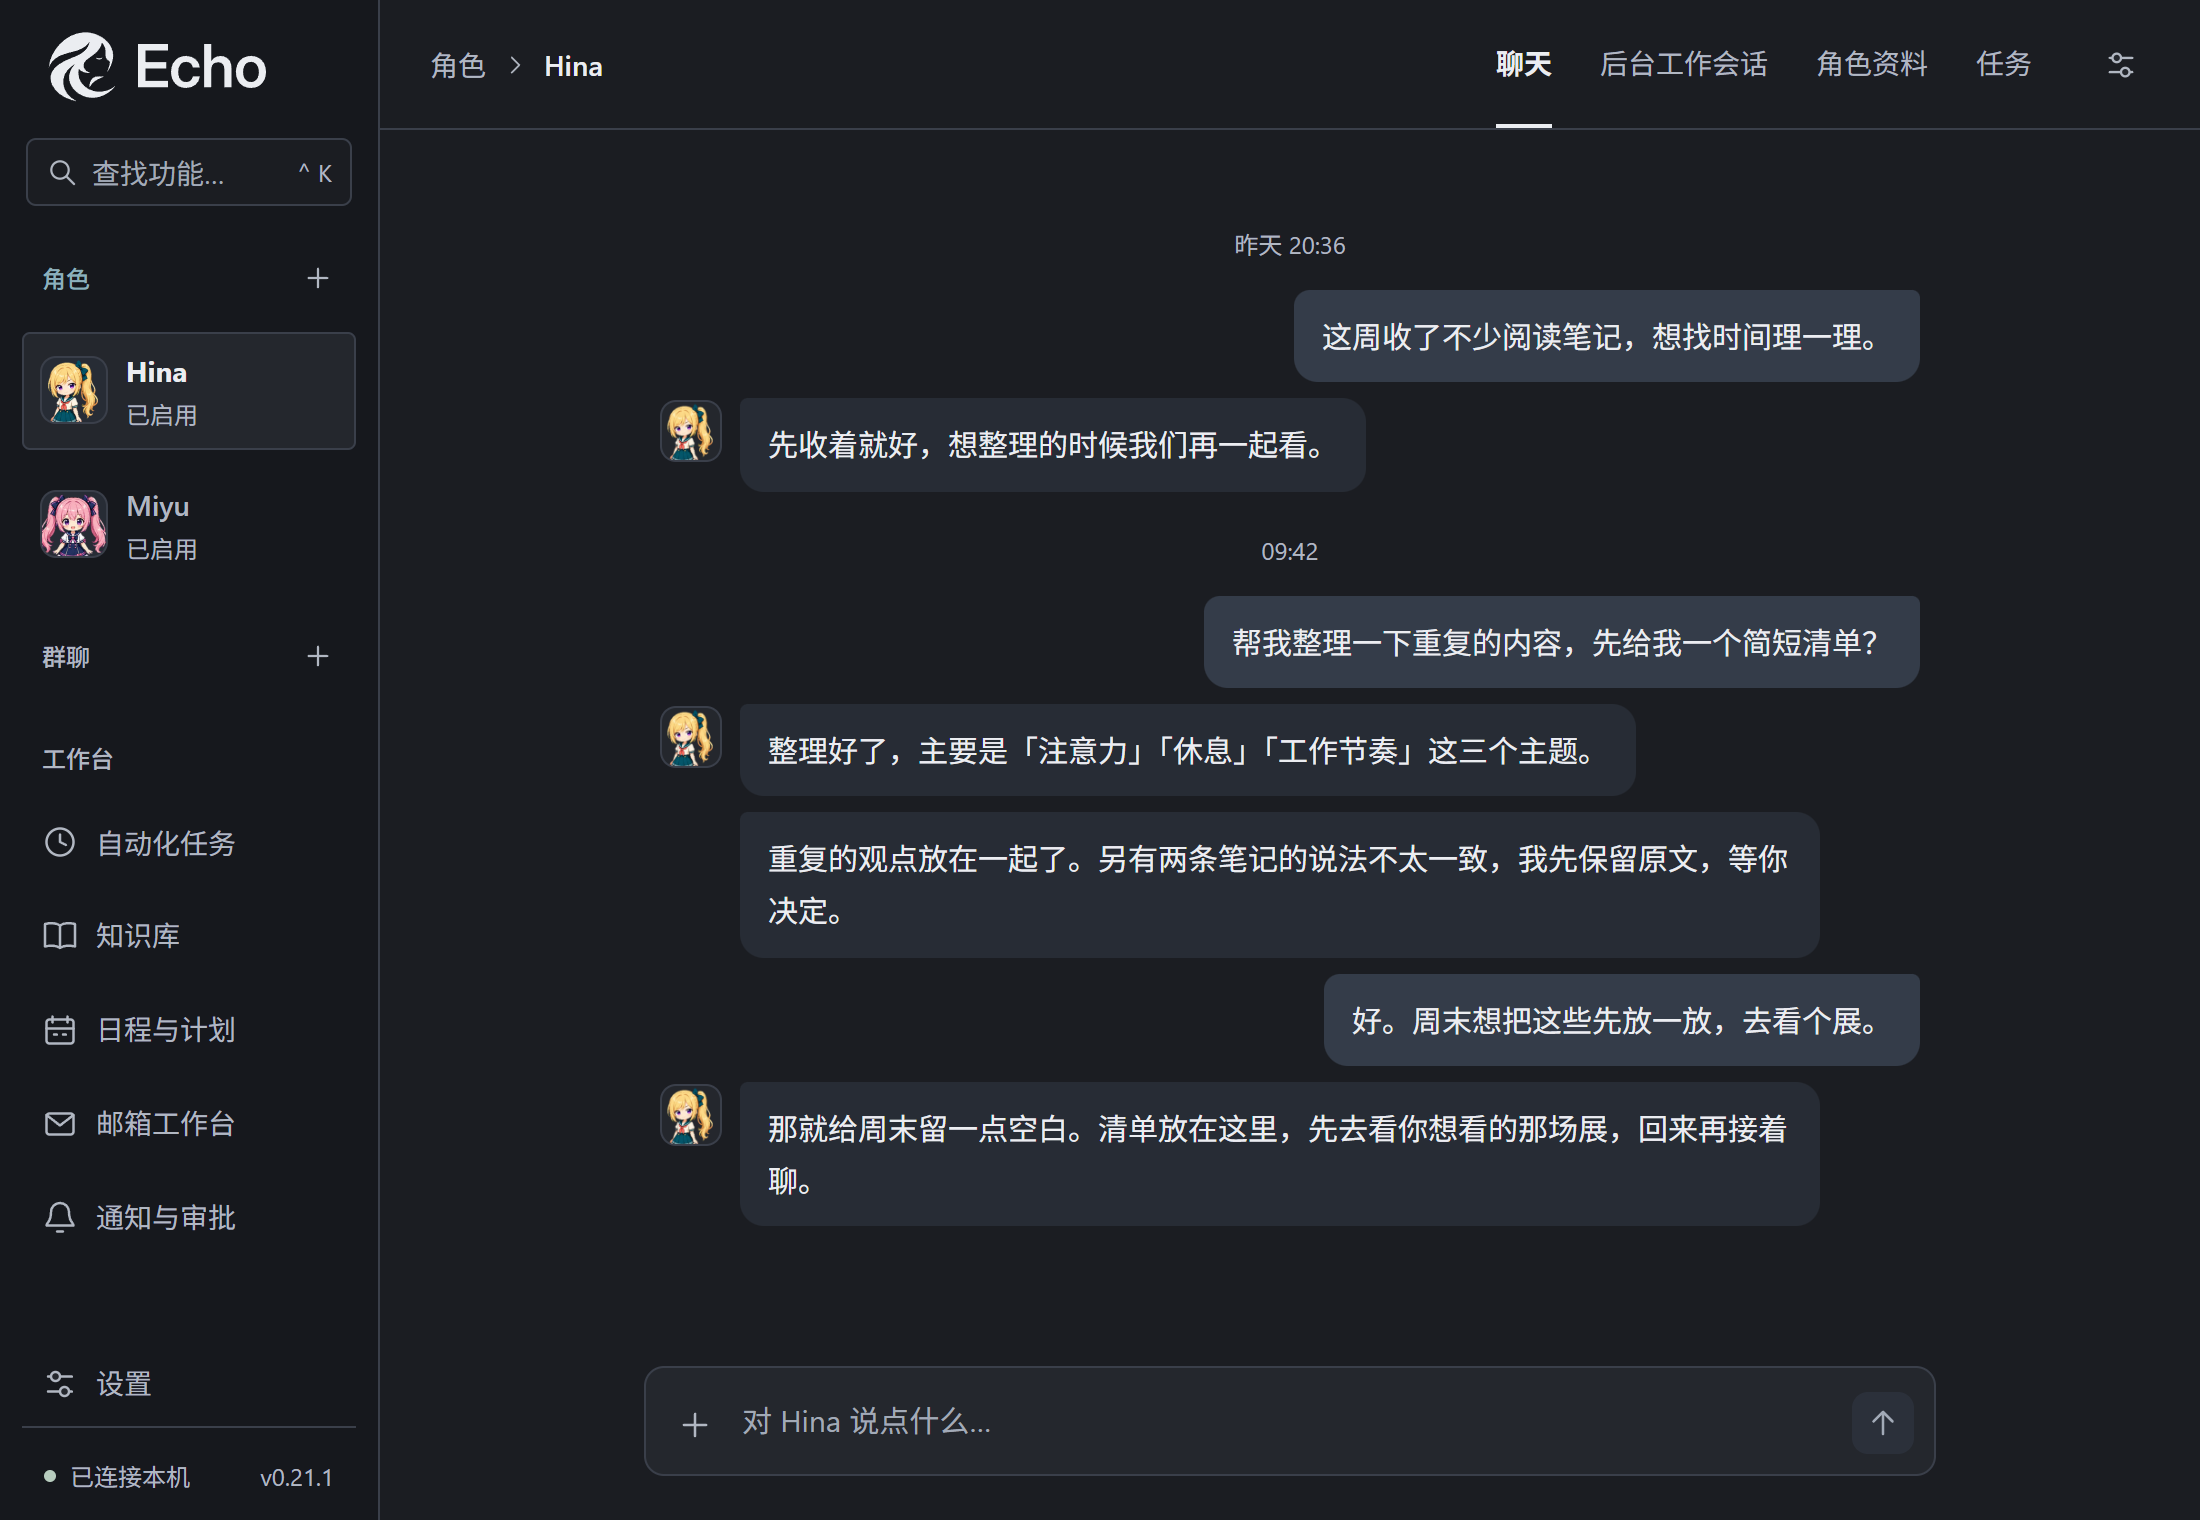 Echo
查找功能... ^ K
角色
Hina
已启用
Miyu
已启用
群聊
工作台
自动化任务
知识库
日程与计划
邮箱工作台
通知与审批
设置
已连接本机 v0.21.1
角色 > Hina
聊天 后台工作会话 角色资料 任务
昨天 20:36
这周收了不少阅读笔记，想找时间理一理。
先收着就好，想整理的时候我们再一起看。
09:42
帮我整理一下重复的内容，先给我一个简短清单？
整理好了，主要是「注意力」「休息」「工作节奏」这三个主题。
重复的观点放在一起了。另有两条笔记的说法不太一致，我先保留原文，等你
决定。
好。周末想把这些先放一放，去看个展。
那就给周末留一点空白。清单放在这里，先去看你想看的那场展，回来再接着
聊。
对 Hina 说点什么...